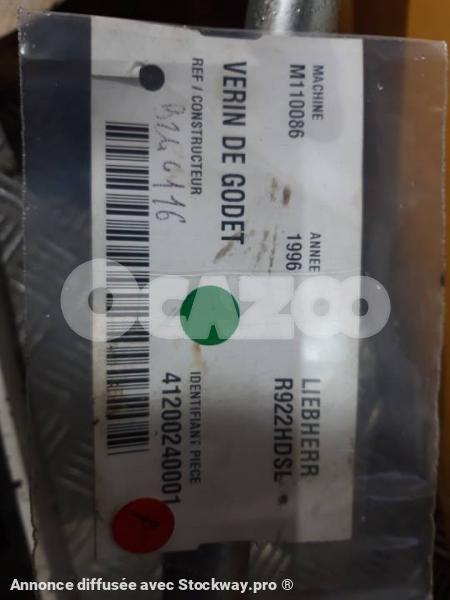 MACHINE
M110086
ANNEE
1996
LIEBHERR
R922HDSL
VERIN DE GODET
REF / CONSTRUCTEUR
IDENTIFIANT PIECE
41200240001
OCAZOO
Annonce diffusée avec Stockway.pro ®